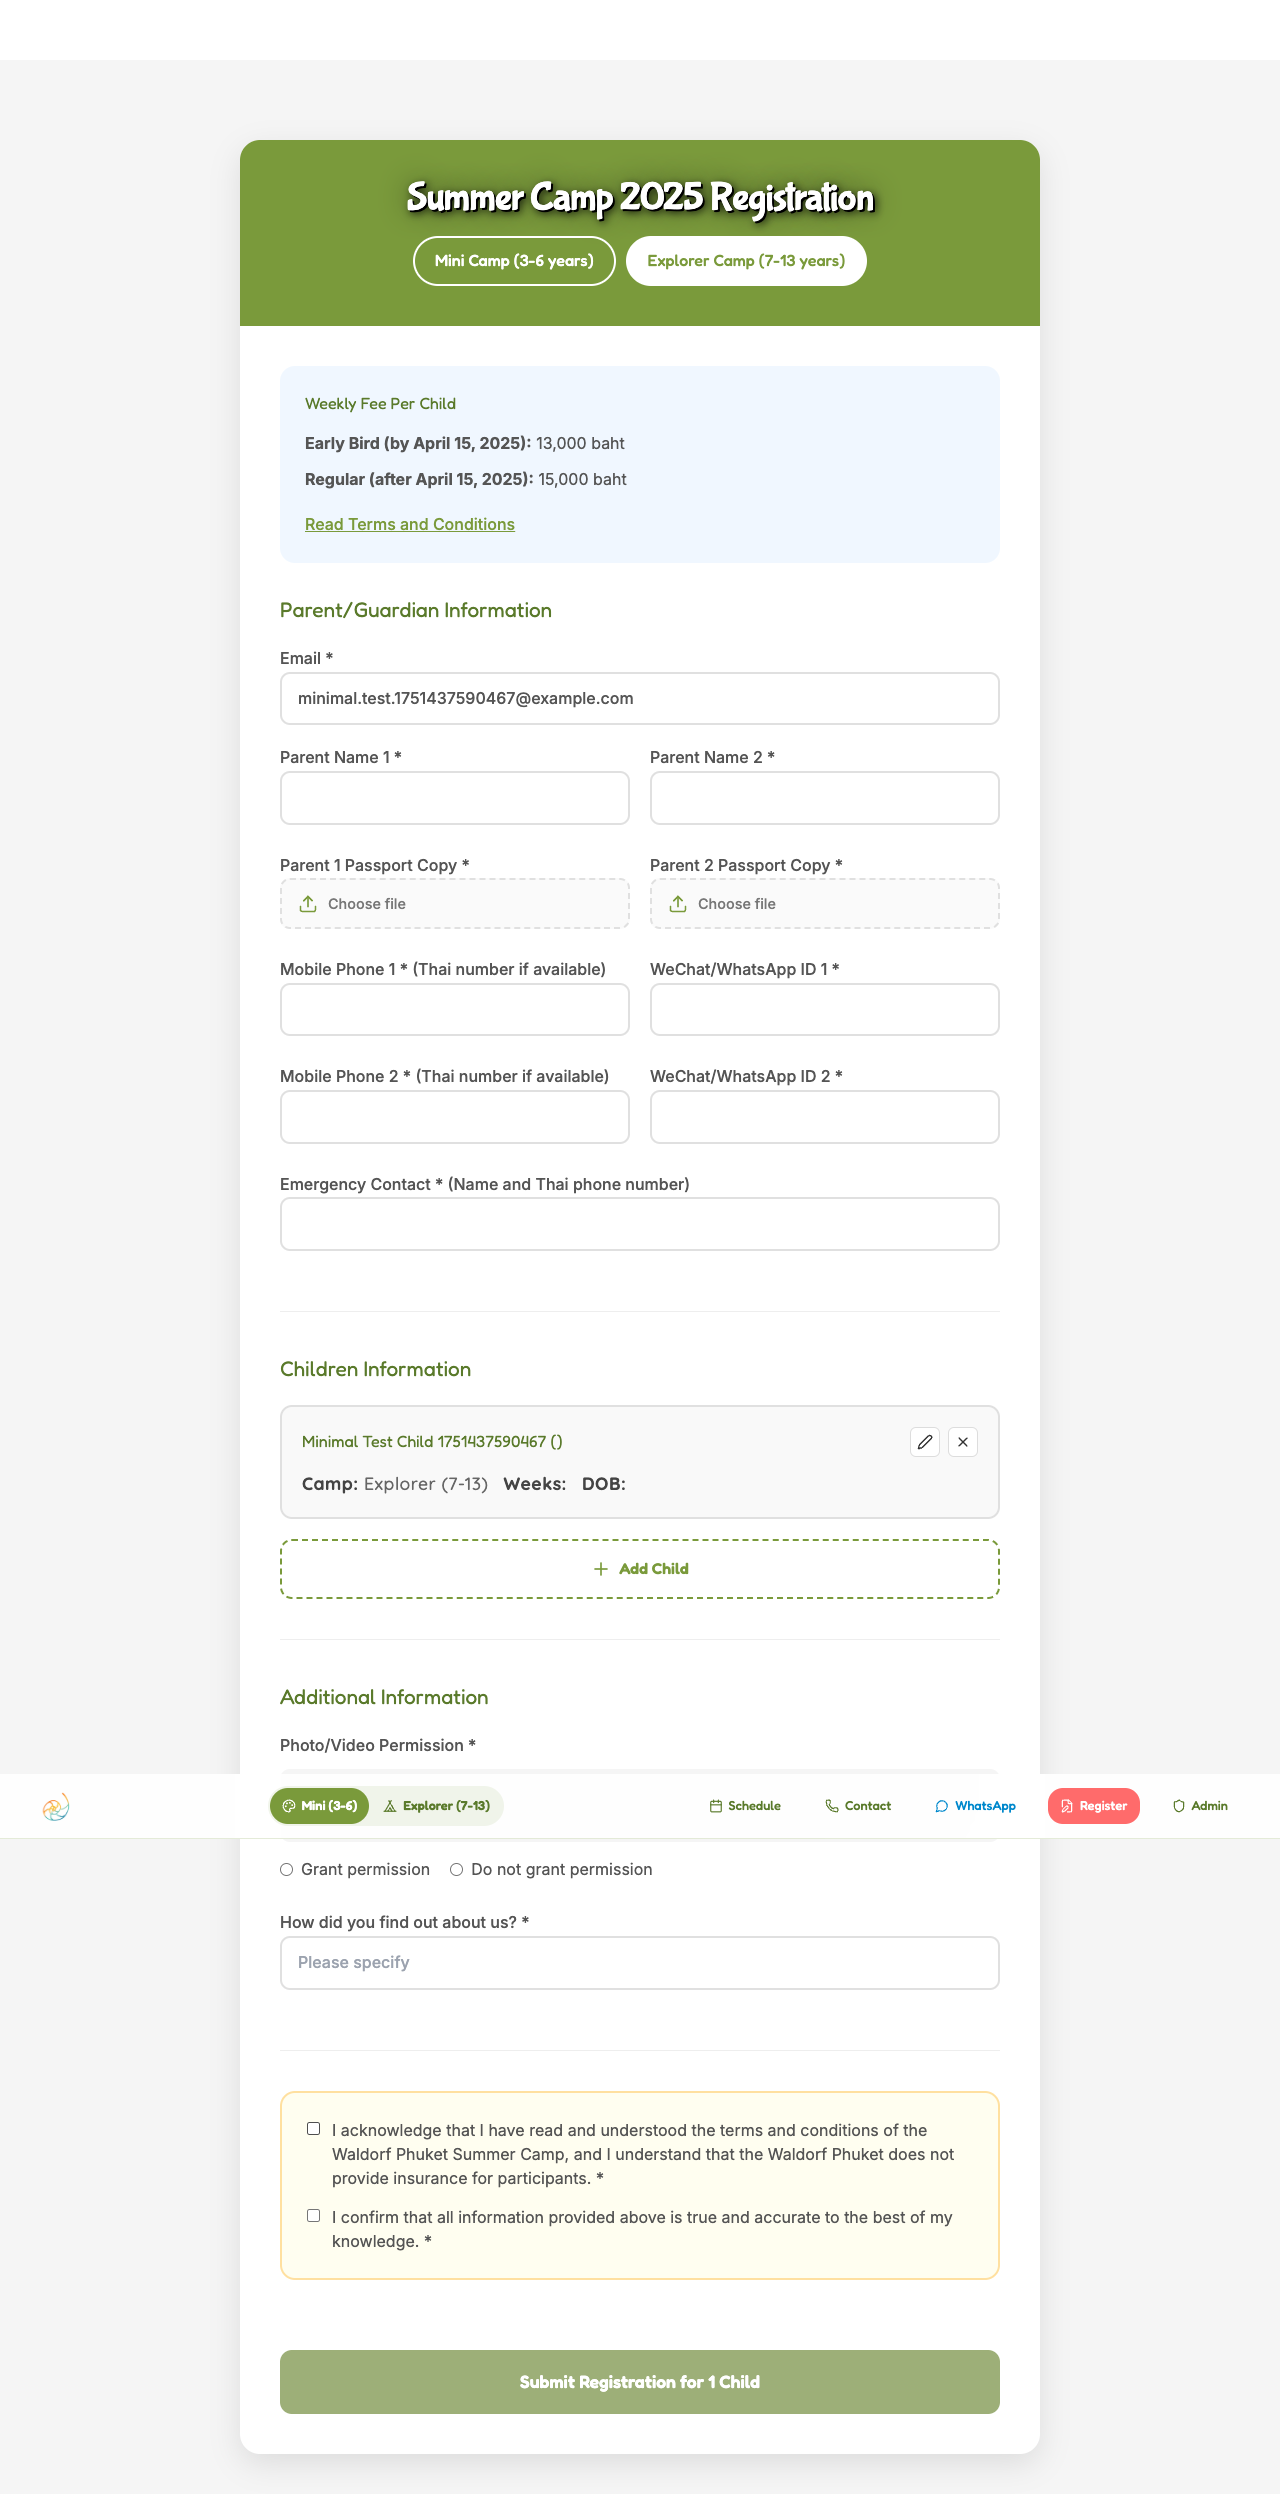 Summer Camp 2025 Registration
Mini Camp (3-6 years)
Explorer Camp (7-13 years)
Weekly Fee Per Child
Early Bird (by April 15, 2025): 13,000 baht
Regular (after April 15, 2025): 15,000 baht
Read Terms and Conditions
Parent/Guardian Information
Email *
minimal.test.1751437590467@example.com
Parent Name 1 *
Parent Name 2 *
Parent 1 Passport Copy *
Parent 2 Passport Copy *
Choose file
Choose file
Mobile Phone 1 * (Thai number if available)
WeChat/WhatsApp ID 1 *
Mobile Phone 2 * (Thai number if available)
WeChat/WhatsApp ID 2 *
Emergency Contact * (Name and Thai phone number)
Children Information
Minimal Test Child 1751437590467 ()
Camp: Explorer (7-13) Weeks: DOB:
Add Child
Additional Information
Photo/Video Permission *
Mini (3-6)
Explorer (7-13)
Schedule
Contact
WhatsApp
Register
Admin
Grant permission
Do not grant permission
How did you find out about us? *
Please specify
I acknowledge that I have read and understood the terms and conditions of the
Waldorf Phuket Summer Camp, and I understand that the Waldorf Phuket does not
provide insurance for participants. *
I confirm that all information provided above is true and accurate to the best of my
knowledge. *
Submit Registration for 1 Child